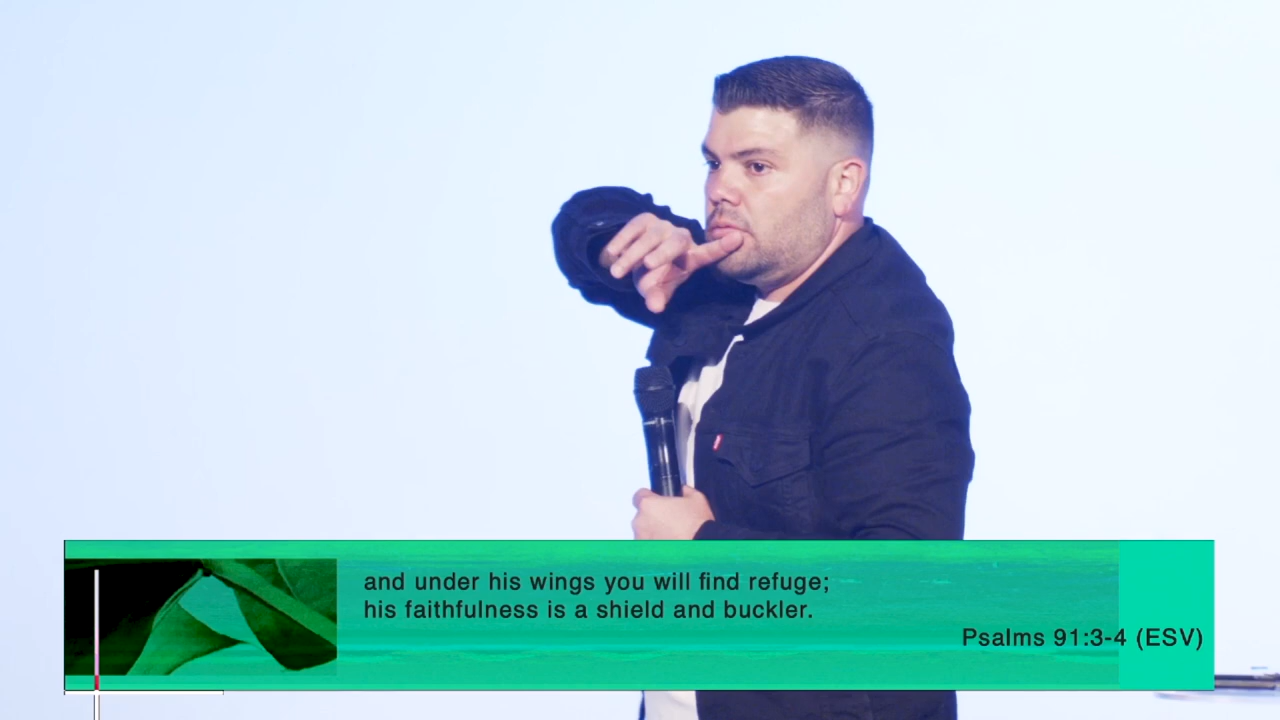 and under his wings you will find refuge;
his faithfulness is a shield and buckler.
Psalms 91:3-4 (ESV)